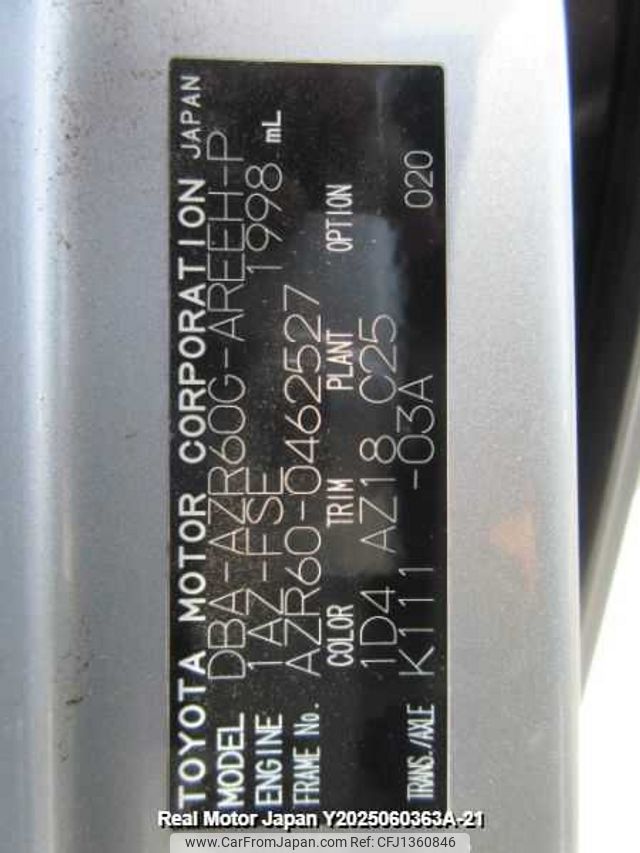 TOYOTA MOTOR CORPORATION JAPAN
MODEL DBA-AZR60G-AREEH-P
ENGINE 1AZ-FSE 1998 mL
FRAME No. AZR60-0462527
COLOR TRIM PLANT OPTION
1D4 AZ18 C25
TRANS./AXLE K111 -03A 020
Real Motor Japan Y2025060363A-21
www.CarFromJapan.com ID:CFJ1360846